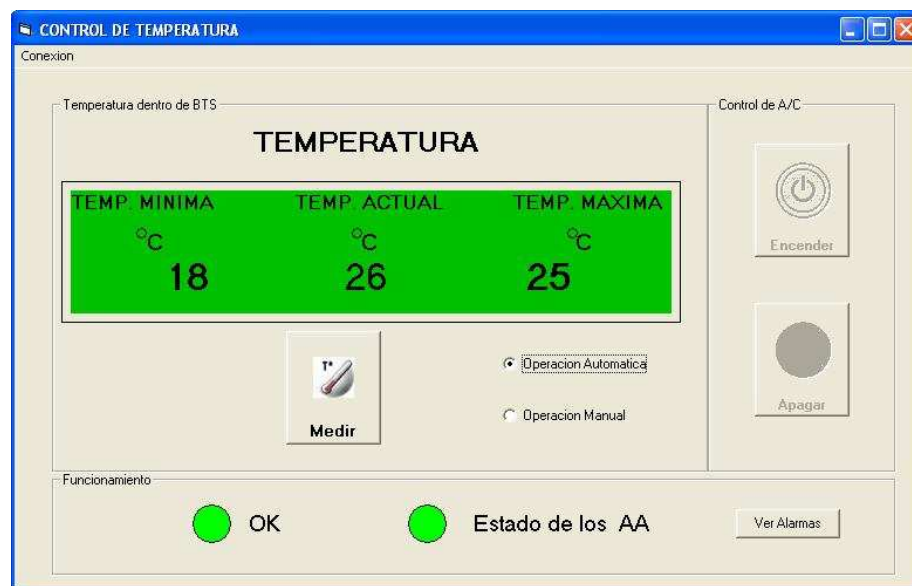 CONTROL DE TEMPERATURA
Conexion
Temperatura dentro de BTS
TEMPERATURA
TEMP. MINIMA TEMP. ACTUAL TEMP. MAXIMA
°C °C °C
18 26 25
T°
Medir
Operacion Automatica
Operacion Manual
Control de A/C
Encender
Apagar
Funcionamiento
OK
Estado de los AA
Ver Alarmas